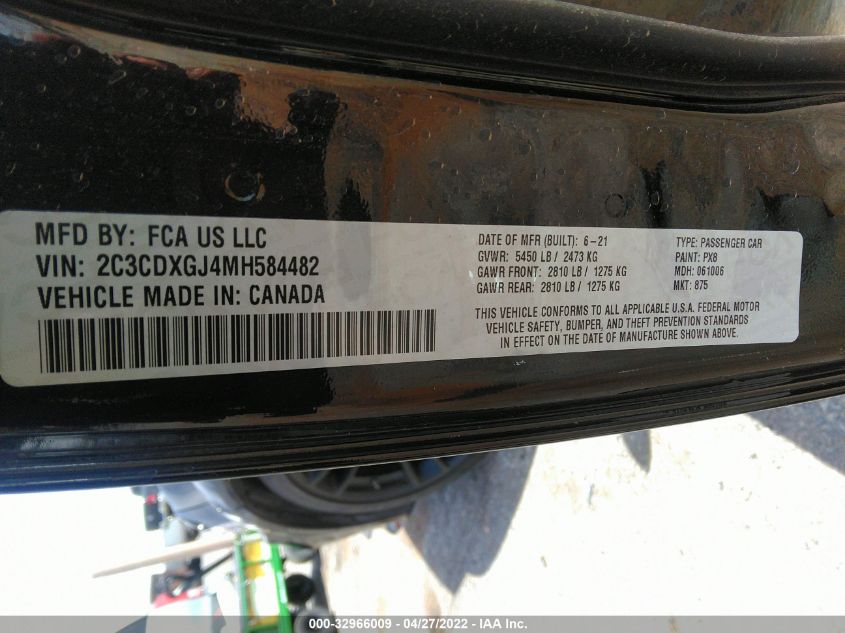 MFD BY: FCA US LLC
VIN: 2C3CDXGJ4MH584482
VEHICLE MADE IN: CANADA
DATE OF MFR (BUILT): 6-21
GVWR: 5450 LB / 2473 KG
GAWR FRONT: 2810 LB / 1275 KG
GAWR REAR: 2810 LB / 1275 KG
TYPE: PASSENGER CAR
PAINT: PX8
MDH: 061006
MKT: 875
THIS VEHICLE CONFORMS TO ALL APPLICABLE U.S.A. FEDERAL MOTOR
VEHICLE SAFETY, BUMPER, AND THEFT PREVENTION STANDARDS
IN EFFECT ON THE DATE OF MANUFACTURE SHOWN ABOVE.
000-32966009 - 04/27/2022 - IAA Inc.